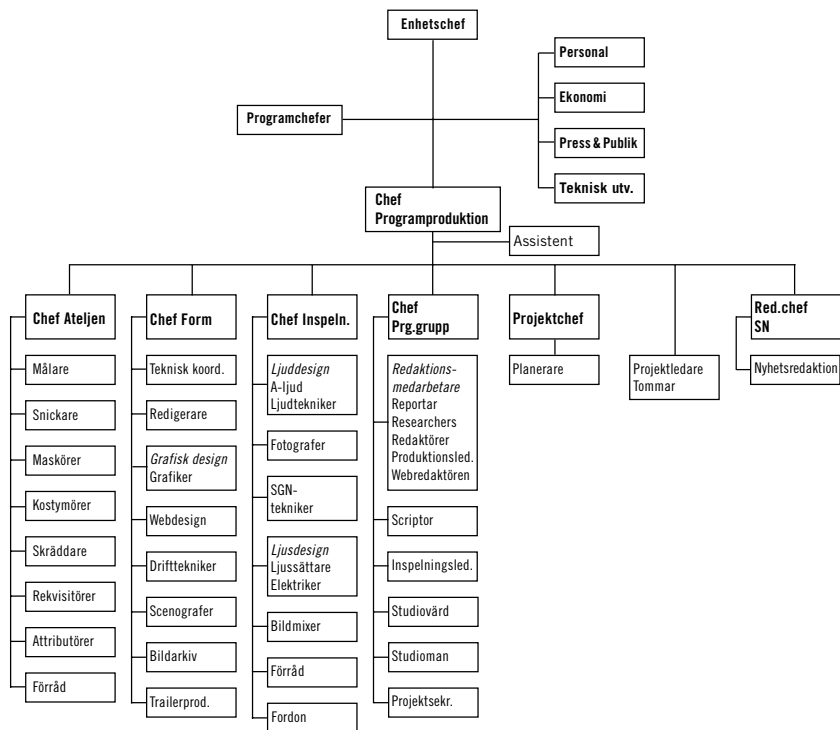 Enhetschef
Personal
Ekonomi
Programchefer
Press & Publik
Teknisk utv.
Chef
Programproduktion
Assistent
Chef Ateljen
Målare
Snickare
Maskörer
Kostymörer
Skräddare
Rekvisitörer
Attributörer
Förråd
Chef Form
Teknisk koord.
Redigerare
Grafisk design
Grafiker
Webdesign
Drifttekniker
Scenografer
Bildarkiv
Trailerprod.
Chef Inspeln.
Ljuddesign
A-ljud
Ljudtekniker
Fotografer
SGN-
tekniker
Ljusdesign
Ljussättare
Elektriker
Bildmixer
Förråd
Fordon
Chef
Prg.grupp
Redaktions-
medarbetare
Reportar
Researchers
Redaktörer
Produktionsled.
Webredaktören
Scriptor
Inspelningsled.
Studiovärd
Studioman
Projektsekr.
Projektchef
Planerare
Projektledare
Tommar
Red.chef
SN
Nyhetsredaktion